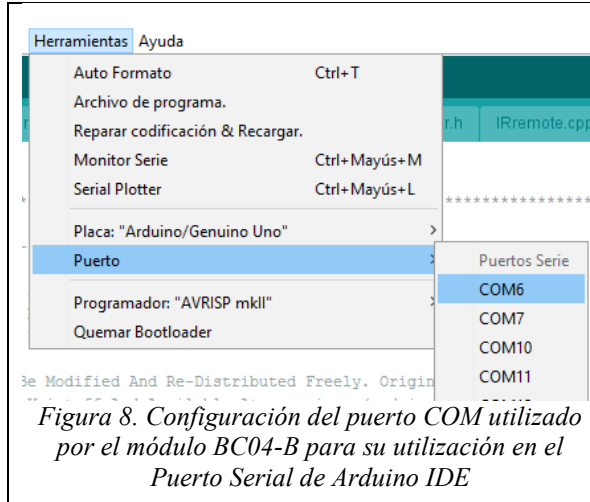 Herramientas Ayuda
Auto Formato Ctrl+T
Archivo de programa.
Reparar codificación & Recargar.
r.h IRremote.cpp
Monitor Serie Ctrl+Mayús+M
Serial Plotter Ctrl+Mayús+L
*****************
Placa: "Arduino/Genuino Uno" >
Puerto >
Puertos Serie
COM6
Programador: "AVRISP mkII" >
COM7
Quemar Bootloader
COM10
COM11
Be Modified And Re-Distributed Freely. Origin
Figura 8. Configuración del puerto COM utilizado
por el módulo BC04-B para su utilización en el
Puerto Serial de Arduino IDE